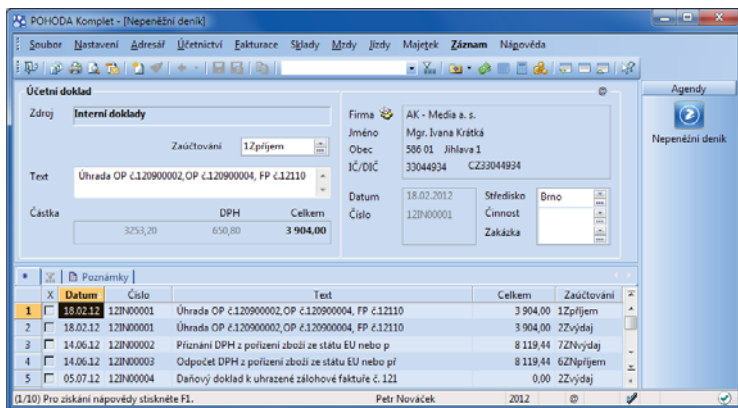 POHODA Komplet - [Nepeněžní deník]
Soubor Nastavení Adresář Účetnictví Fakturace Sklady Mzdy Jízdy Majetek Záznam Nápověda
Účetní doklad @ Agendy
Zdroj Interní doklady Firma AK - Media a. s.
Jméno Mgr. Ivana Krátká Nepeněžní deník
Zaúčtování 1Zpříjem Obec 586 01 Jihlava 1
IČ/DIČ 33044934 CZ33044934
Text Úhrada OP č.120900002,OP č.120900004, FP č.12110
Datum 18.02.2012 Středisko Brno
Částka DPH Celkem Číslo 12IN00001 Činnost
3253,20 650,80 3 904,00 Zakázka
* Poznámky
X Datum Číslo Text Celkem Zaúčtování
1 18.02.12 12IN00001 Úhrada OP č.120900002,OP č.120900004, FP č.12110 3 904,00 1Zpříjem
2 18.02.12 12IN00001 Úhrada OP č.120900002,OP č.120900004, FP č.12110 3 904,00 2Zvýdaj
3 14.06.12 12IN00002 Přiznání DPH z pořízení zboží ze státu EU nebo p 8 119,44 7ZNvýdaj
4 14.06.12 12IN00003 Odpočet DPH z pořízení zboží ze státu EU nebo př 8 119,44 6ZNpříjem
5 05.07.12 12IN00004 Daňový doklad k uhrazené zálohové faktuře č. 121 0,00 2Zvýdaj
(1/10) Pro získání nápovědy stiskněte F1. Petr Nováček 2012 @